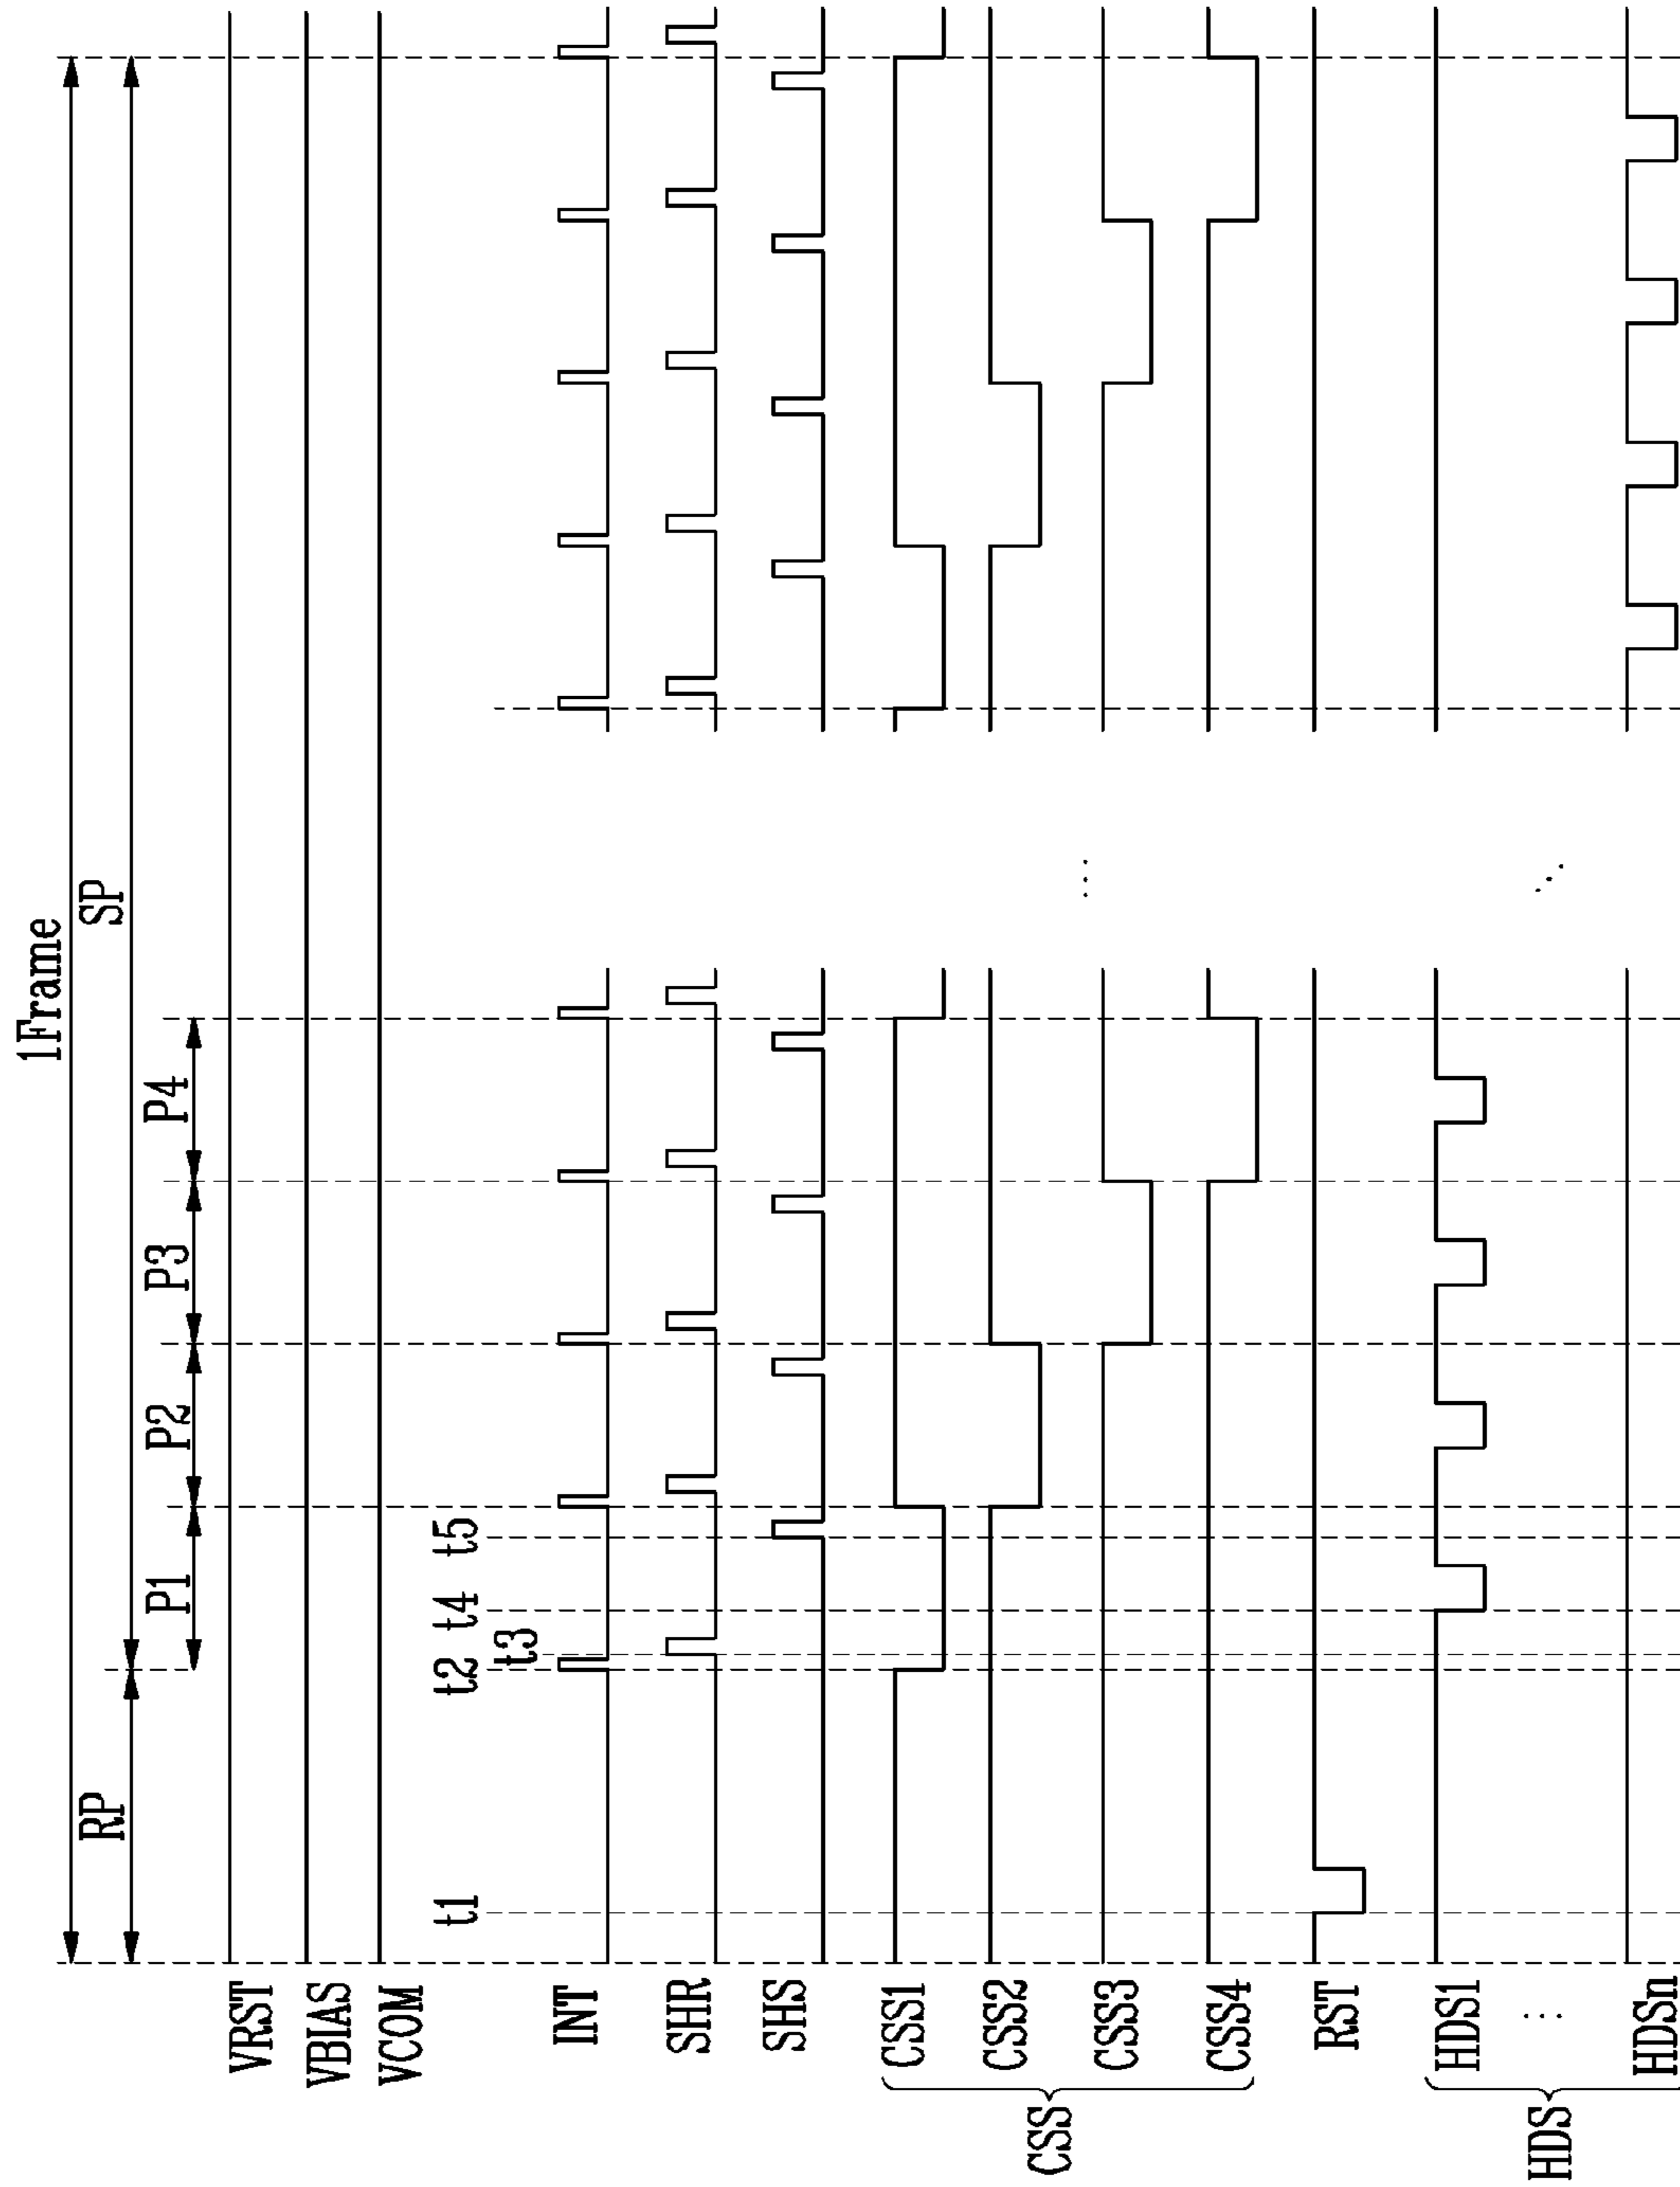 1Frame
RP
SP
P1
P2
P3
P4
VRST
VBIAS
VCOM
t1
t2
t3
t4
t5
INT
SHR
SHS
CSS
CSS1
CSS2
CSS3
CSS4
RST
HDS
HDS1
...
HDSn